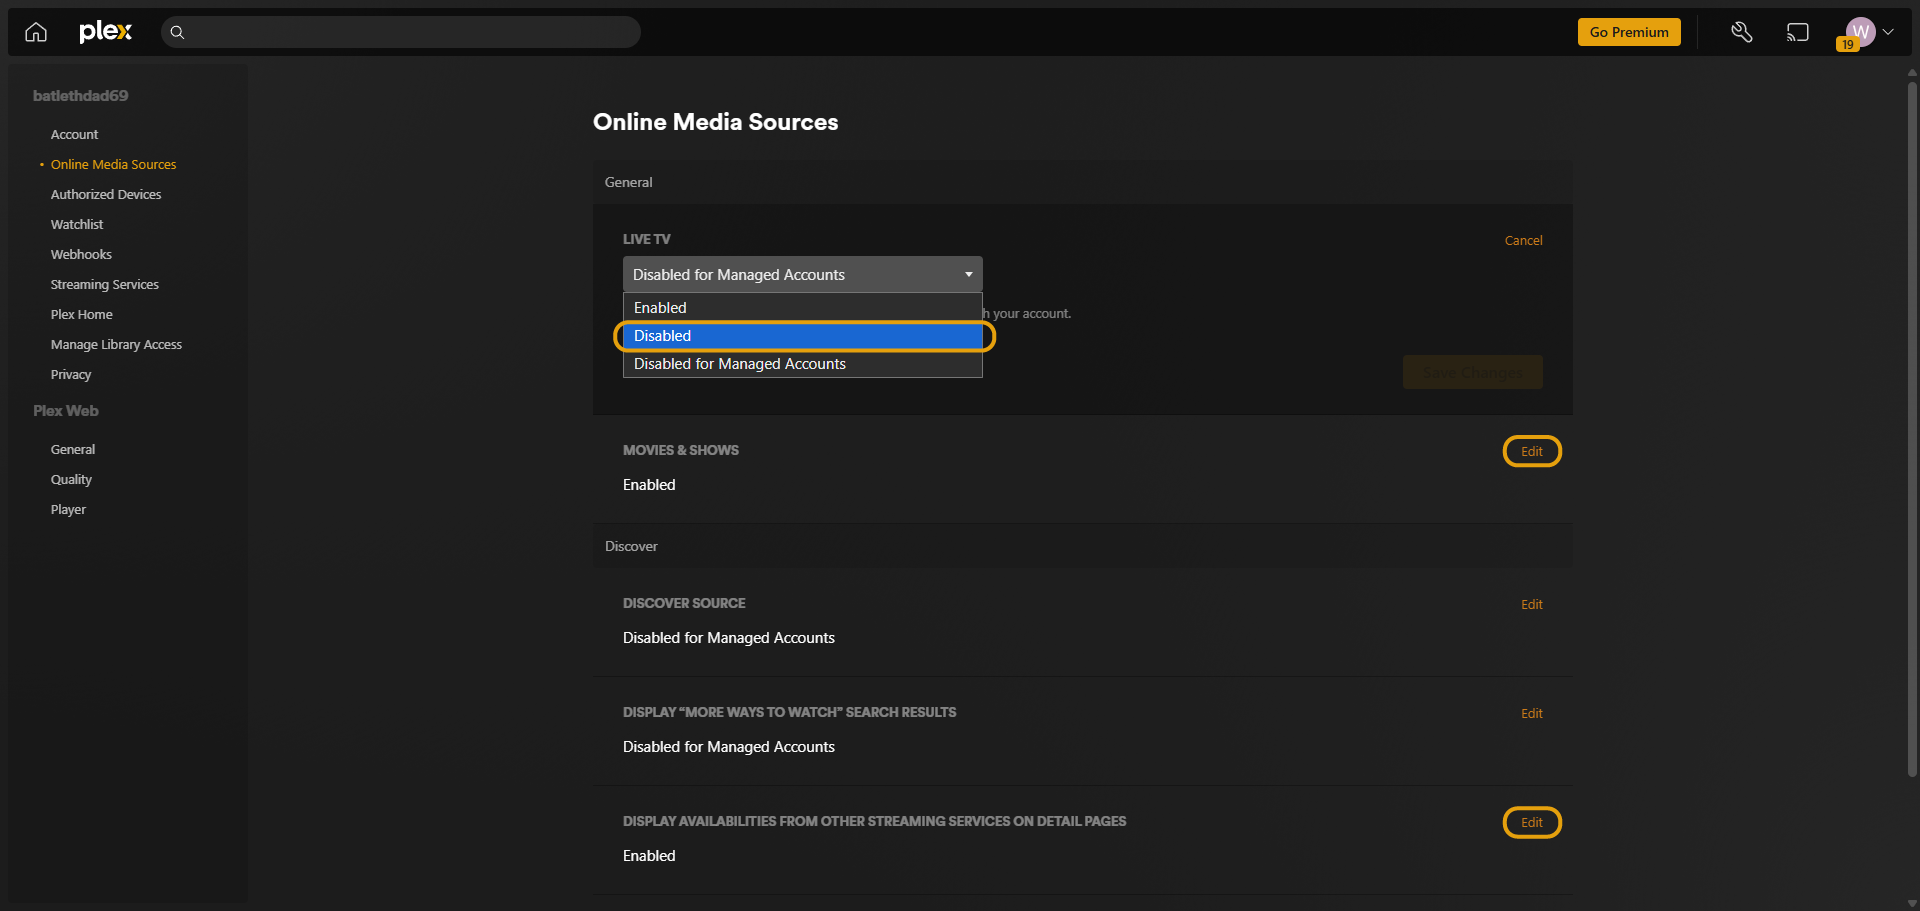 plex
Go Premium
W
19
batlethdad69
Account
• Online Media Sources
Authorized Devices
Watchlist
Webhooks
Streaming Services
Plex Home
Manage Library Access
Privacy
Plex Web
General
Quality
Player
Online Media Sources
General
LIVE TV
Cancel
Disabled for Managed Accounts
Enabled
h your account.
Disabled
Disabled for Managed Accounts
Save Changes
MOVIES & SHOWS
Edit
Enabled
Discover
DISCOVER SOURCE
Edit
Disabled for Managed Accounts
DISPLAY “MORE WAYS TO WATCH” SEARCH RESULTS
Edit
Disabled for Managed Accounts
DISPLAY AVAILABILITIES FROM OTHER STREAMING SERVICES ON DETAIL PAGES
Edit
Enabled